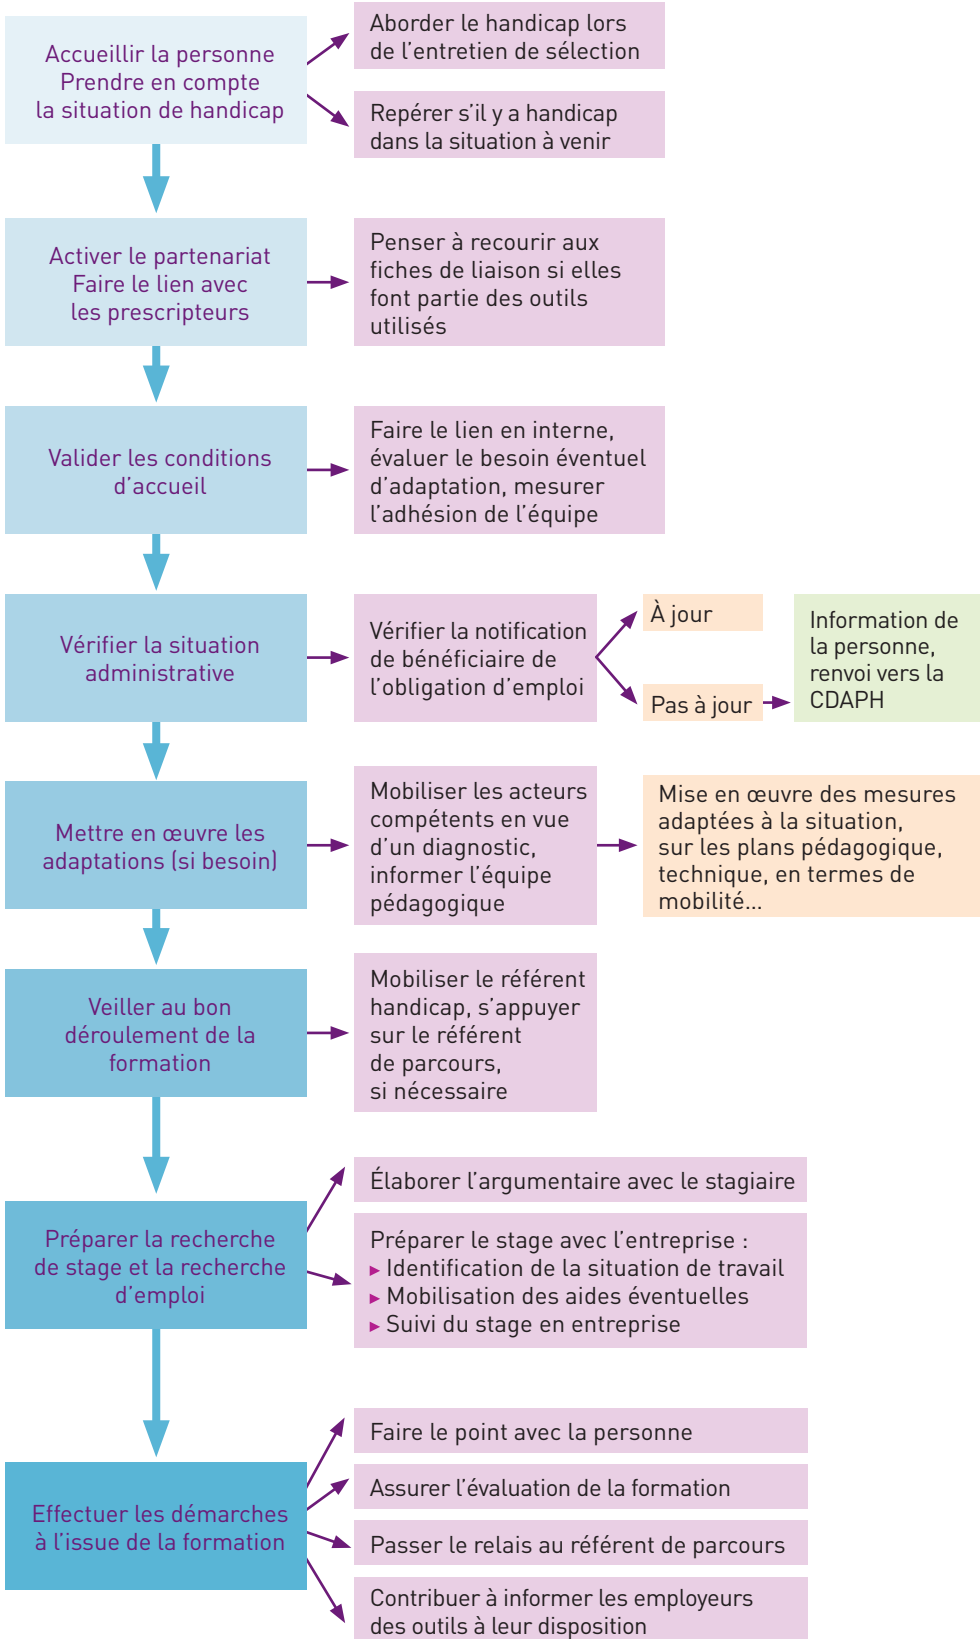 Accueillir la personne
Prendre en compte
la situation de handicap
Aborder le handicap lors
de l’entretien de sélection
Repérer s’il y a handicap
dans la situation à venir
Activer le partenariat
Faire le lien avec
les prescripteurs
Penser à recourir aux
fiches de liaison si elles
font partie des outils
utilisés
Valider les conditions
d’accueil
Faire le lien en interne,
évaluer le besoin éventuel
d’adaptation, mesurer
l’adhésion de l’équipe
Vérifier la situation
administrative
Vérifier la notification
de bénéficiaire de
l’obligation d’emploi
À jour
Pas à jour
Information de
la personne,
renvoi vers la
CDAPH
Mettre en œuvre les
adaptations (si besoin)
Mobiliser les acteurs
compétents en vue
d’un diagnostic,
informer l’équipe
pédagogique
Mise en œuvre des mesures
adaptées à la situation,
sur les plans pédagogique,
technique, en termes de
mobilité...
Veiller au bon
déroulement de la
formation
Mobiliser le référent
handicap, s’appuyer
sur le référent
de parcours,
si nécessaire
Préparer la recherche
de stage et la recherche
d’emploi
Élaborer l’argumentaire avec le stagiaire
Préparer le stage avec l’entreprise :
▸ Identification de la situation de travail
▸ Mobilisation des aides éventuelles
▸ Suivi du stage en entreprise
Effectuer les démarches
à l’issue de la formation
Faire le point avec la personne
Assurer l’évaluation de la formation
Passer le relais au référent de parcours
Contribuer à informer les employeurs
des outils à leur disposition